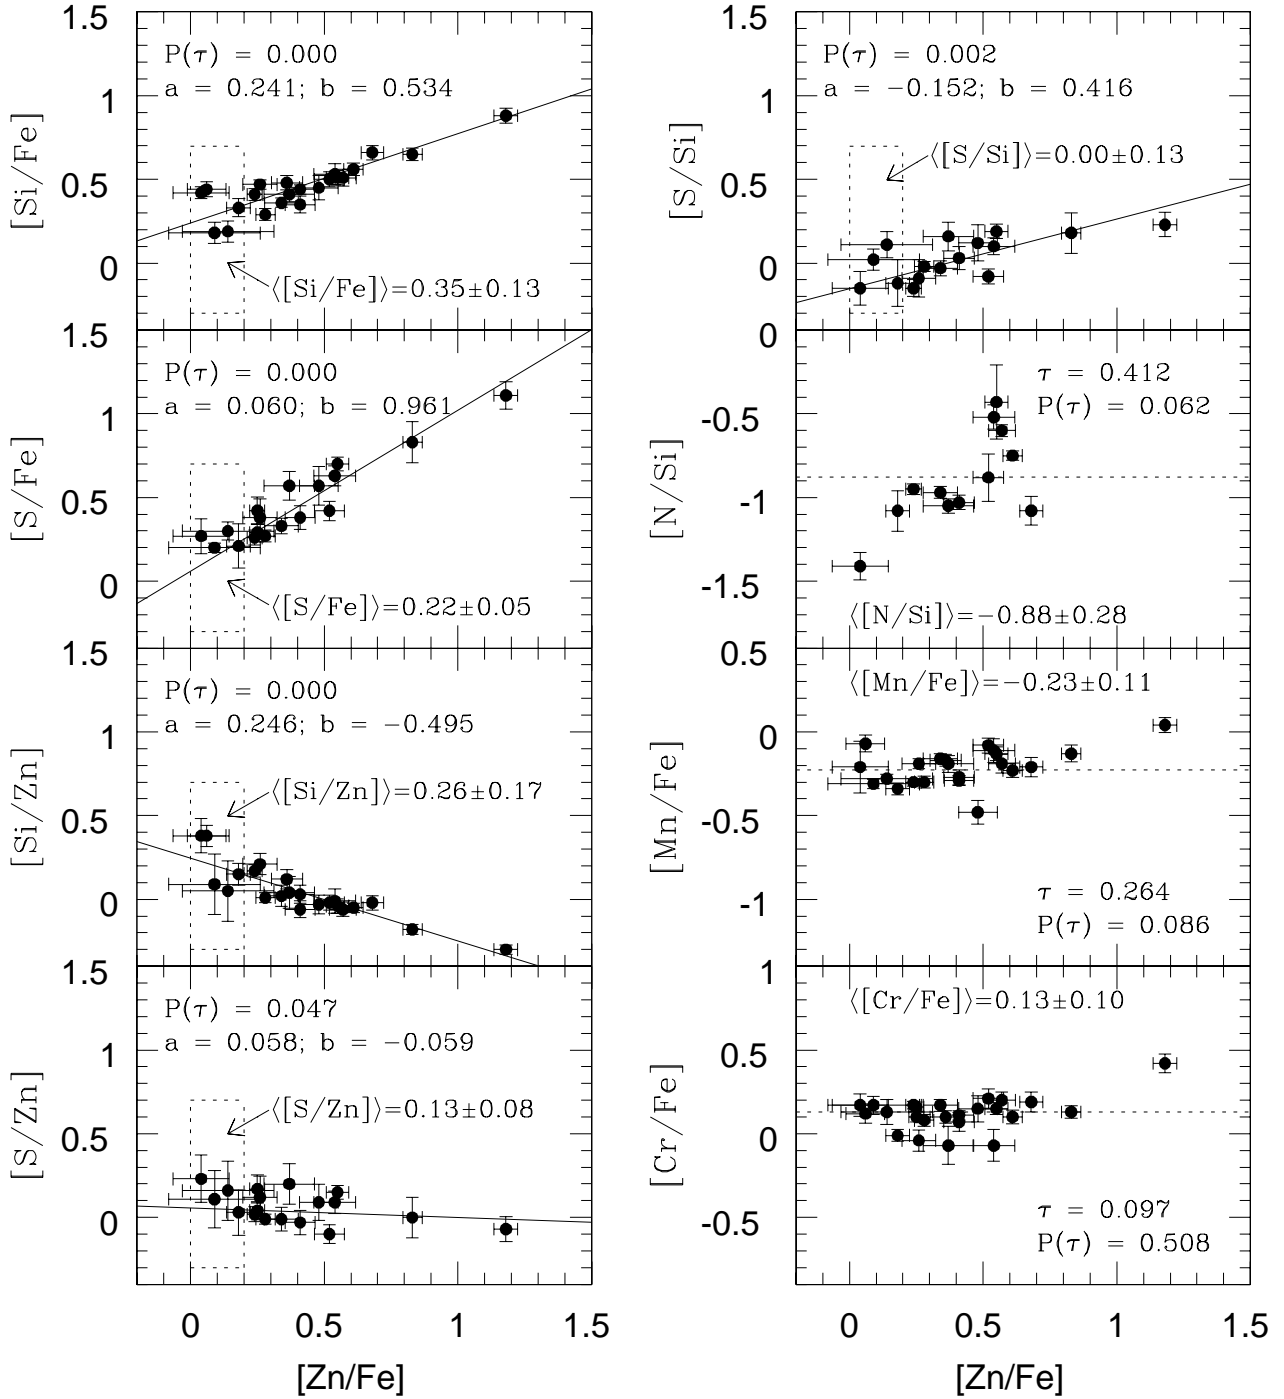 1.5
P(τ) = 0.000
a = 0.241; b = 0.534
1
[Si/Fe]
0.5
0
⟨[Si/Fe]⟩=0.35±0.13
1.5
P(τ) = 0.000
a = 0.060; b = 0.961
1
[S/Fe]
0.5
0
⟨[S/Fe]⟩=0.22±0.05
1.5
P(τ) = 0.000
a = 0.246; b = −0.495
1
[Si/Zn]
⟨[Si/Zn]⟩=0.26±0.17
0.5
0
1.5
P(τ) = 0.047
a = 0.058; b = −0.059
1
[S/Zn]
⟨[S/Zn]⟩=0.13±0.08
0.5
0
0 0.5 1 1.5
[Zn/Fe]
1.5
P(τ) = 0.002
a = −0.152; b = 0.416
1
[S/Si]
⟨[S/Si]⟩=0.00±0.13
0.5
0
0
τ = 0.412
P(τ) = 0.062
-0.5
[N/Si]
-1
-1.5
⟨[N/Si]⟩=−0.88±0.28
0.5
⟨[Mn/Fe]⟩=−0.23±0.11
0
[Mn/Fe]
-0.5
-1
τ = 0.264
P(τ) = 0.086
1
⟨[Cr/Fe]⟩=0.13±0.10
0.5
[Cr/Fe]
0
-0.5
τ = 0.097
P(τ) = 0.508
0 0.5 1 1.5
[Zn/Fe]